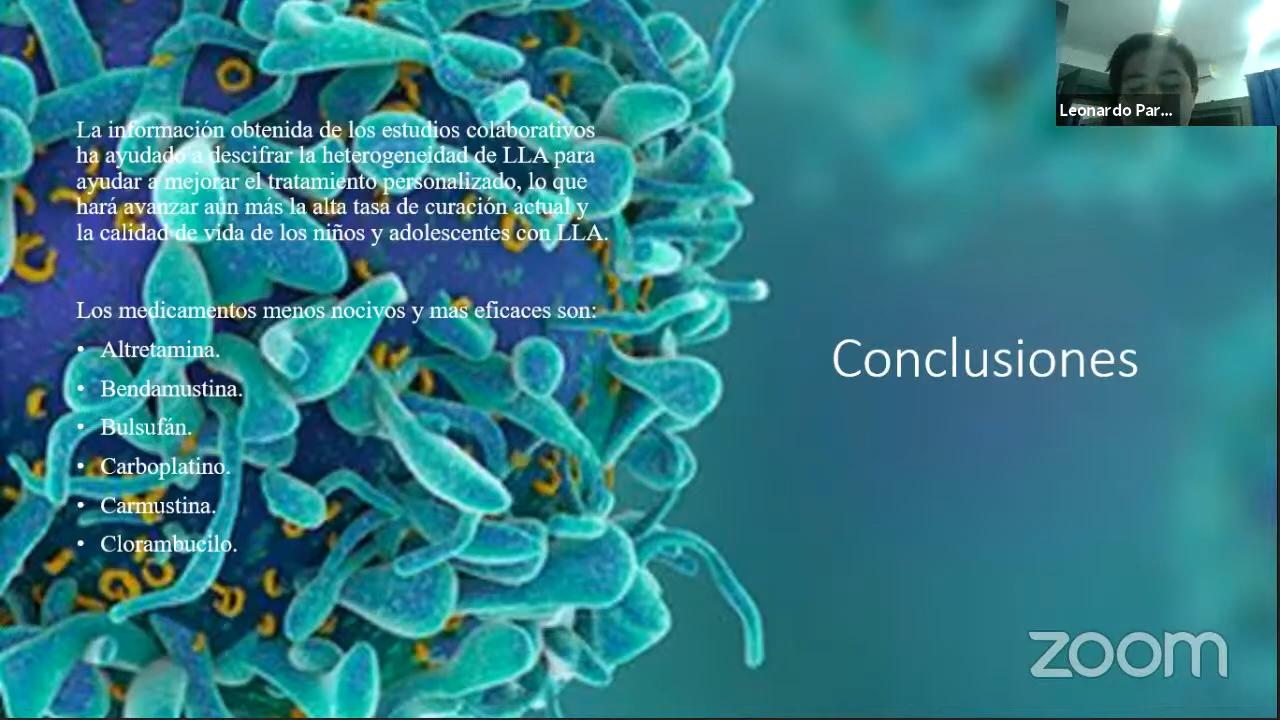 La información obtenida de los estudios colaborativos
ha ayudado a descifrar la heterogeneidad de LLA para
ayudar a mejorar el tratamiento personalizado, lo que
hará avanzar aún más la alta tasa de curación actual y
la calidad de vida de los niños y adolescentes con LLA.
Los medicamentos menos nocivos y mas eficaces son:
• Altretamina.
• Bendamustina.
• Bulsufán.
• Carboplatino.
• Carmustina.
• Clorambucilo.
Conclusiones
Leonardo Par...
zoom